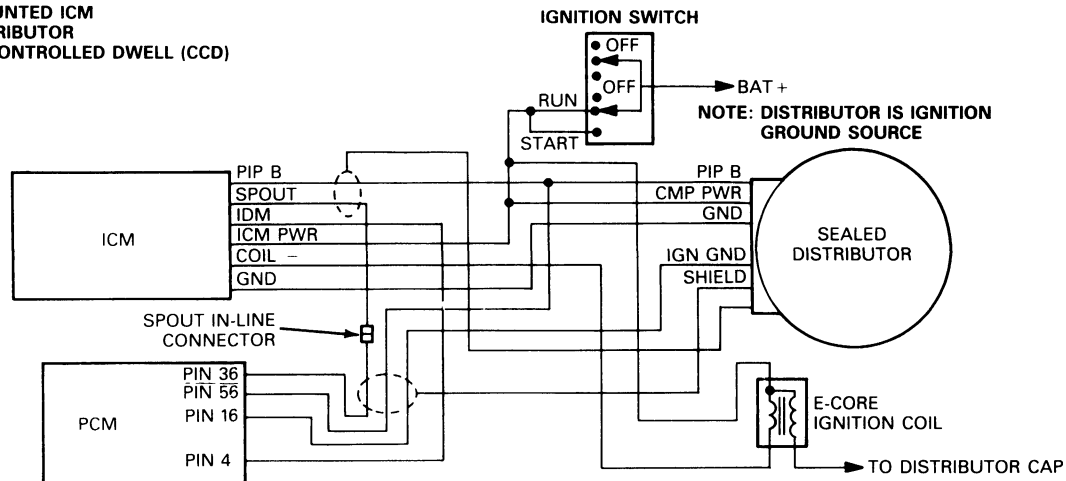 UNTED ICM
RIBUTOR
ONTROLLED DWELL (CCD)
IGNITION SWITCH
OFF
OFF
BAT +
RUN
START
NOTE: DISTRIBUTOR IS IGNITION
GROUND SOURCE
PIP B
SPOUT
IDM
ICM PWR
COIL –
GND
ICM
PIP B
CMP PWR
GND
IGN GND
SHIELD
SEALED
DISTRIBUTOR
SPOUT IN-LINE
CONNECTOR
PCM
PIN 36
PIN 56
PIN 16
PIN 4
E-CORE
IGNITION COIL
TO DISTRIBUTOR CAP